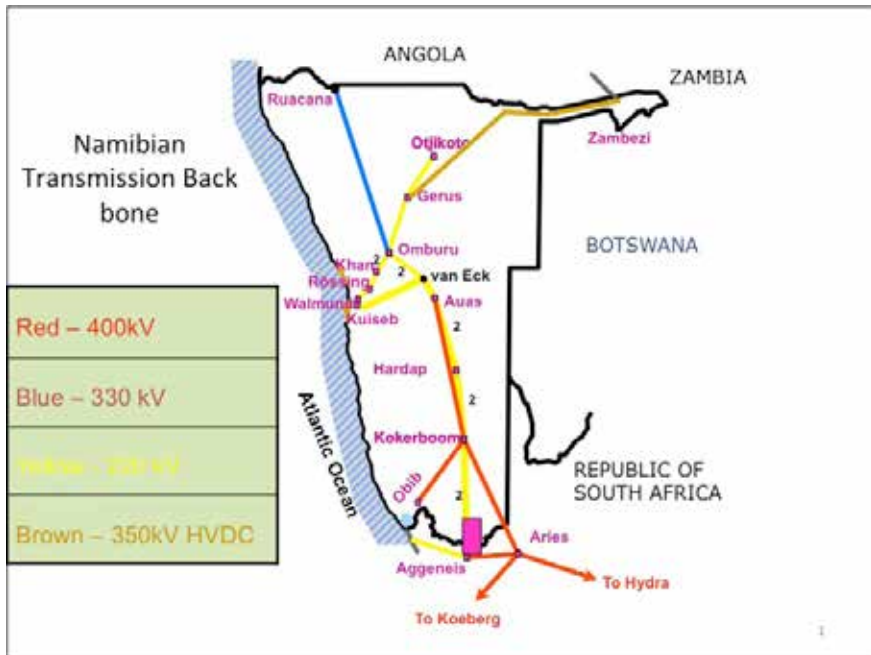 ANGOLA
ZAMBIA
Ruacana
Namibian
Transmission Back
bone
Otjikoto
Zambezi
Gerus
BOTSWANA
Omburu
2
Khan
2
van Eck
Rössing
Walmund
Auas
Kuiseb
2
Red – 400kV
Hardap
Blue – 330 kV
2
Atlantic Ocean
Kokerboom
REPUBLIC OF
SOUTH AFRICA
Obib
2
Brown – 350kV HVDC
Aries
Aggeneis
To Hydra
To Koeberg
1